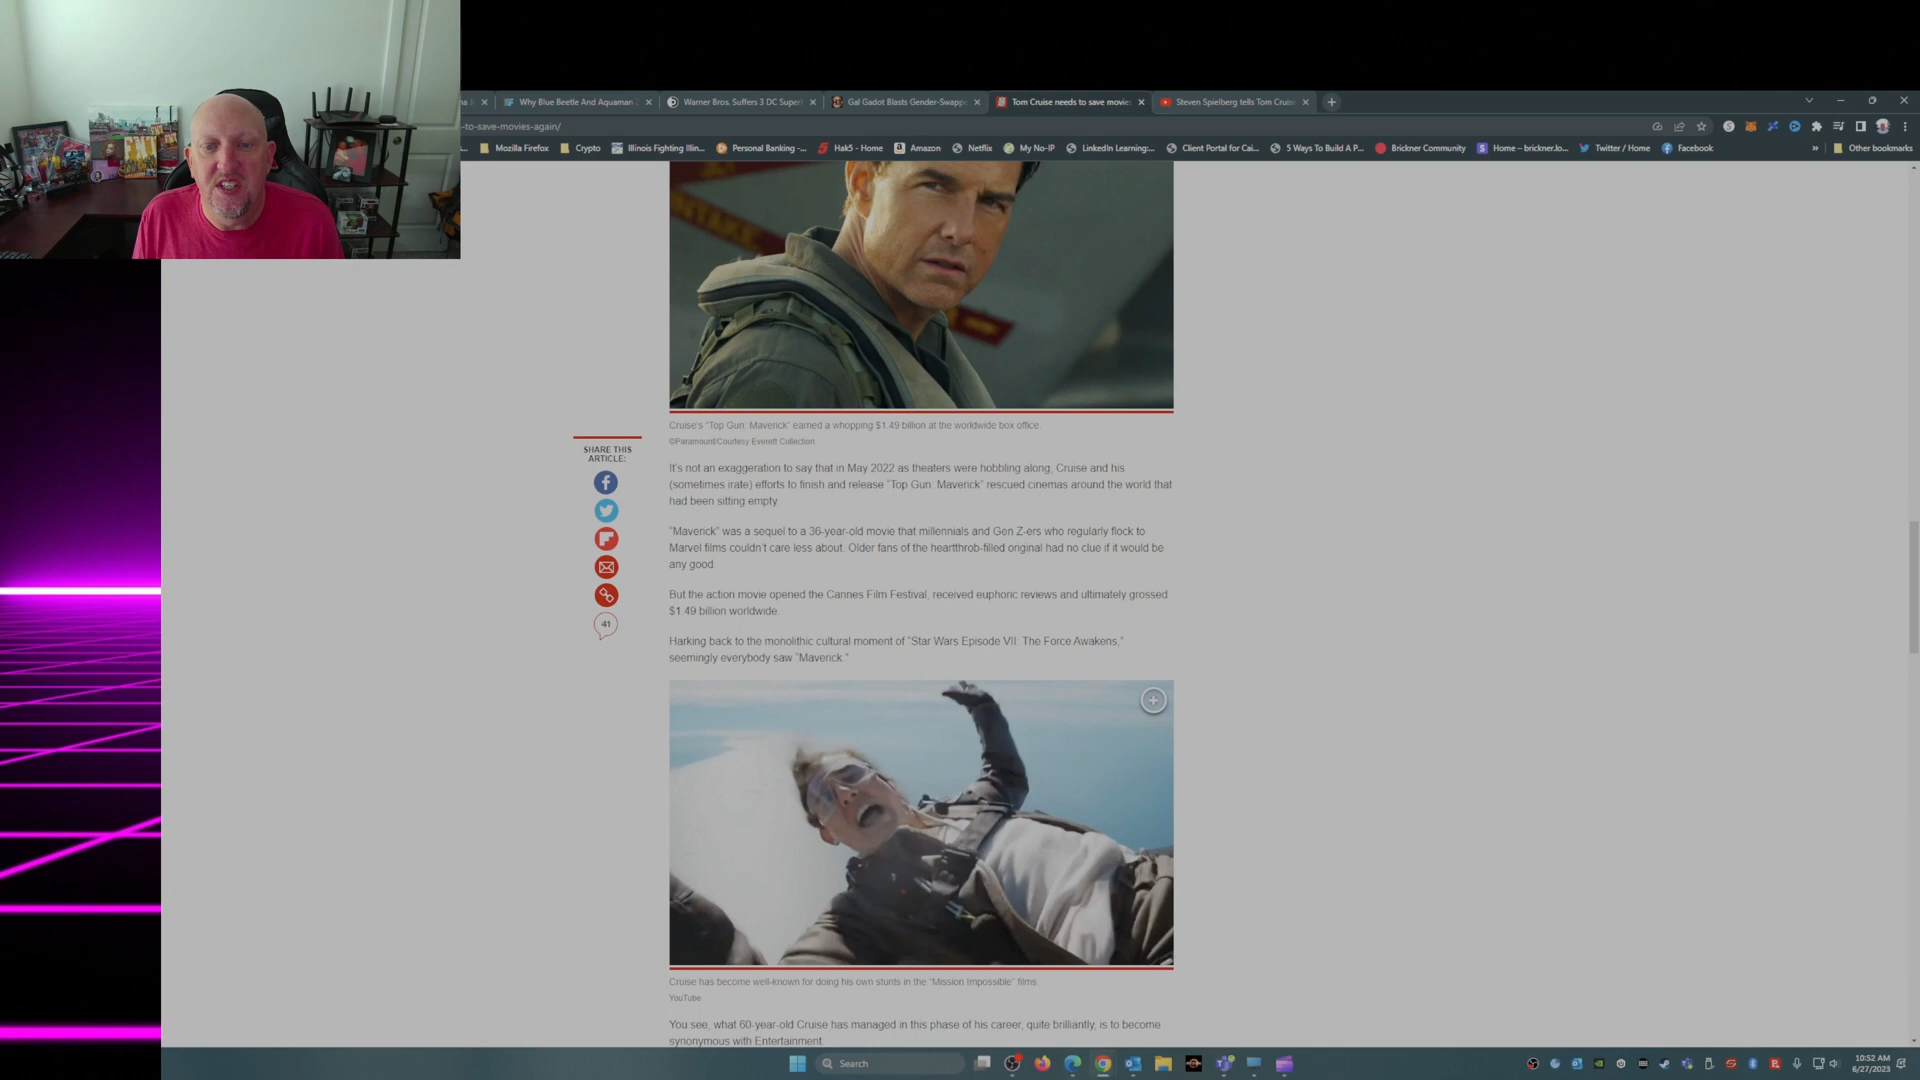 Why Blue Beetle And Aquaman
Warner Bros. Suffers 3 DC Super
Gal Gadot Blasts Gender-Swapp
Tom Cruise needs to save movie
Steven Spielberg tells Tom Cruise
-to-save-movies-again/
Mozilla Firefox
Crypto
Illinois Fighting Illin...
Personal Banking -...
Hak5 - Home
Amazon
Netflix
My No-IP
LinkedIn Learning:...
Client Portal for Cai...
5 Ways To Build A P...
Brickner Community
Home – brickner.lo...
Twitter / Home
Facebook
»
Other bookmarks
Cruise's "Top Gun: Maverick" earned a whopping $1.49 billion at the worldwide box office.
©Paramount/Courtesy Everett Collection
SHARE THIS
ARTICLE:
41
It's not an exaggeration to say that in May 2022 as theaters were hobbling along, Cruise and his
(sometimes irate) efforts to finish and release "Top Gun: Maverick" rescued cinemas around the world that
had been sitting empty.
"Maverick" was a sequel to a 36-year-old movie that millennials and Gen Z-ers who regularly flock to
Marvel films couldn't care less about. Older fans of the heartthrob-filled original had no clue if it would be
any good.
But the action movie opened the Cannes Film Festival, received euphoric reviews and ultimately grossed
$1.49 billion worldwide.
Harking back to the monolithic cultural moment of "Star Wars Episode VII: The Force Awakens,"
seemingly everybody saw "Maverick."
Cruise has become well-known for doing his own stunts in the "Mission Impossible" films.
YouTube
You see, what 60-year-old Cruise has managed in this phase of his career, quite brilliantly, is to become
synonymous with Entertainment.
Search
10:52 AM
6/27/2023